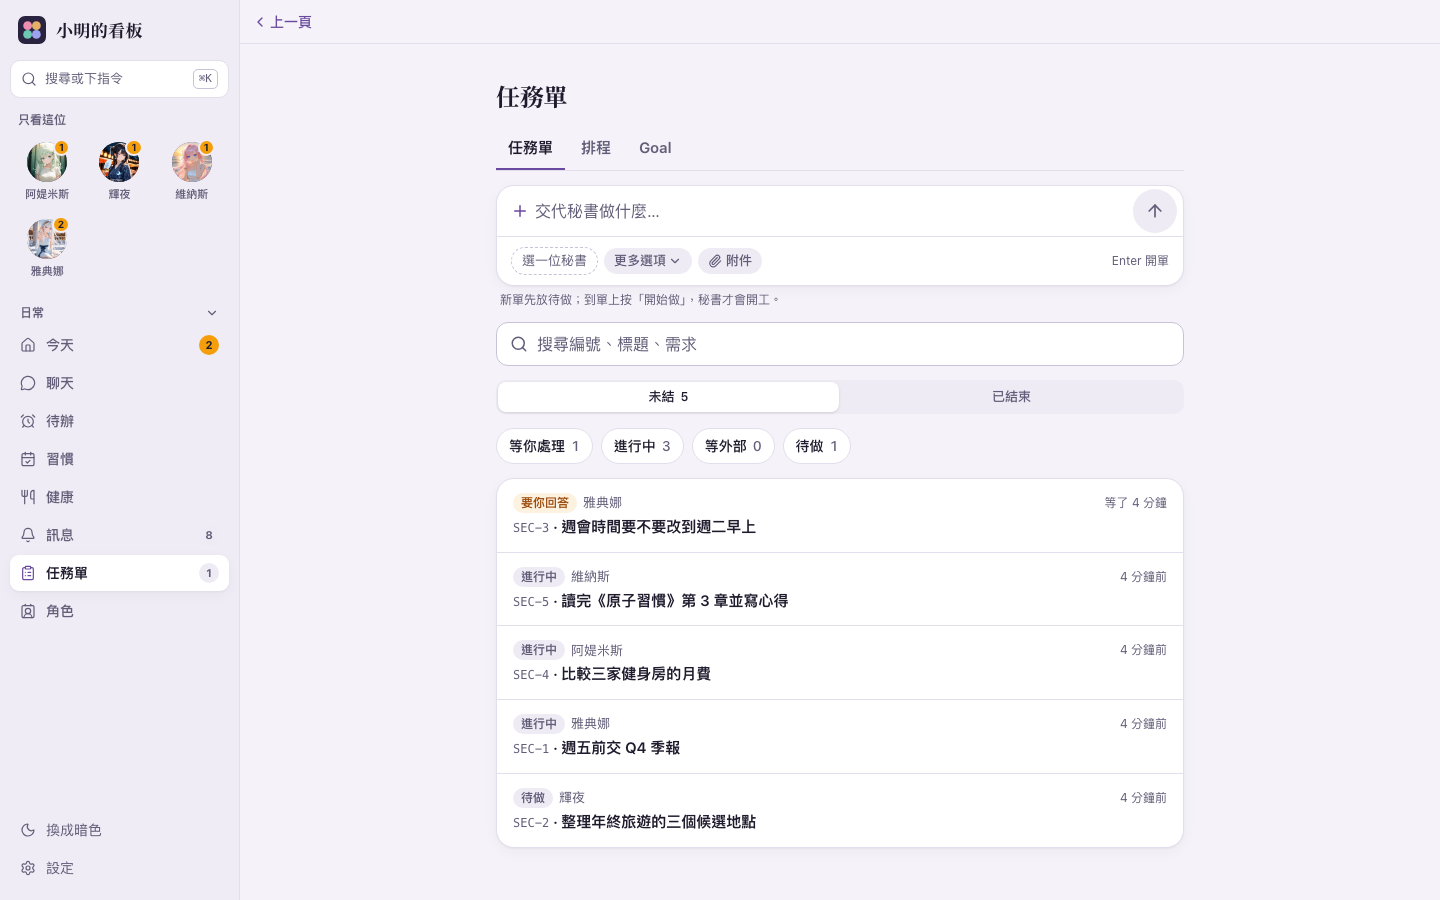 小明的看板
搜尋或下指令 ⌘K
只看這位
1 1 1
阿媞米斯 輝夜 維納斯
2
雅典娜
日常
今天 2
聊天
待辦
習慣
健康
訊息 8
任務單 1
角色
換成暗色
設定
上一頁
任務單
任務單 排程 Goal
交代秘書做什麼...
選一位秘書 更多選項 附件 Enter 開單
新單先放待做；到單上按「開始做」，秘書才會開工。
搜尋編號、標題、需求
未結 5 已結束
等你處理 1 進行中 3 等外部 0 待做 1
要你回答 雅典娜 等了 4 分鐘
SEC-3 · 週會時間要不要改到週二早上
進行中 維納斯 4 分鐘前
SEC-5 · 讀完《原子習慣》第 3 章並寫心得
進行中 阿媞米斯 4 分鐘前
SEC-4 · 比較三家健身房的月費
進行中 雅典娜 4 分鐘前
SEC-1 · 週五前交 Q4 季報
待做 輝夜 4 分鐘前
SEC-2 · 整理年終旅遊的三個候選地點